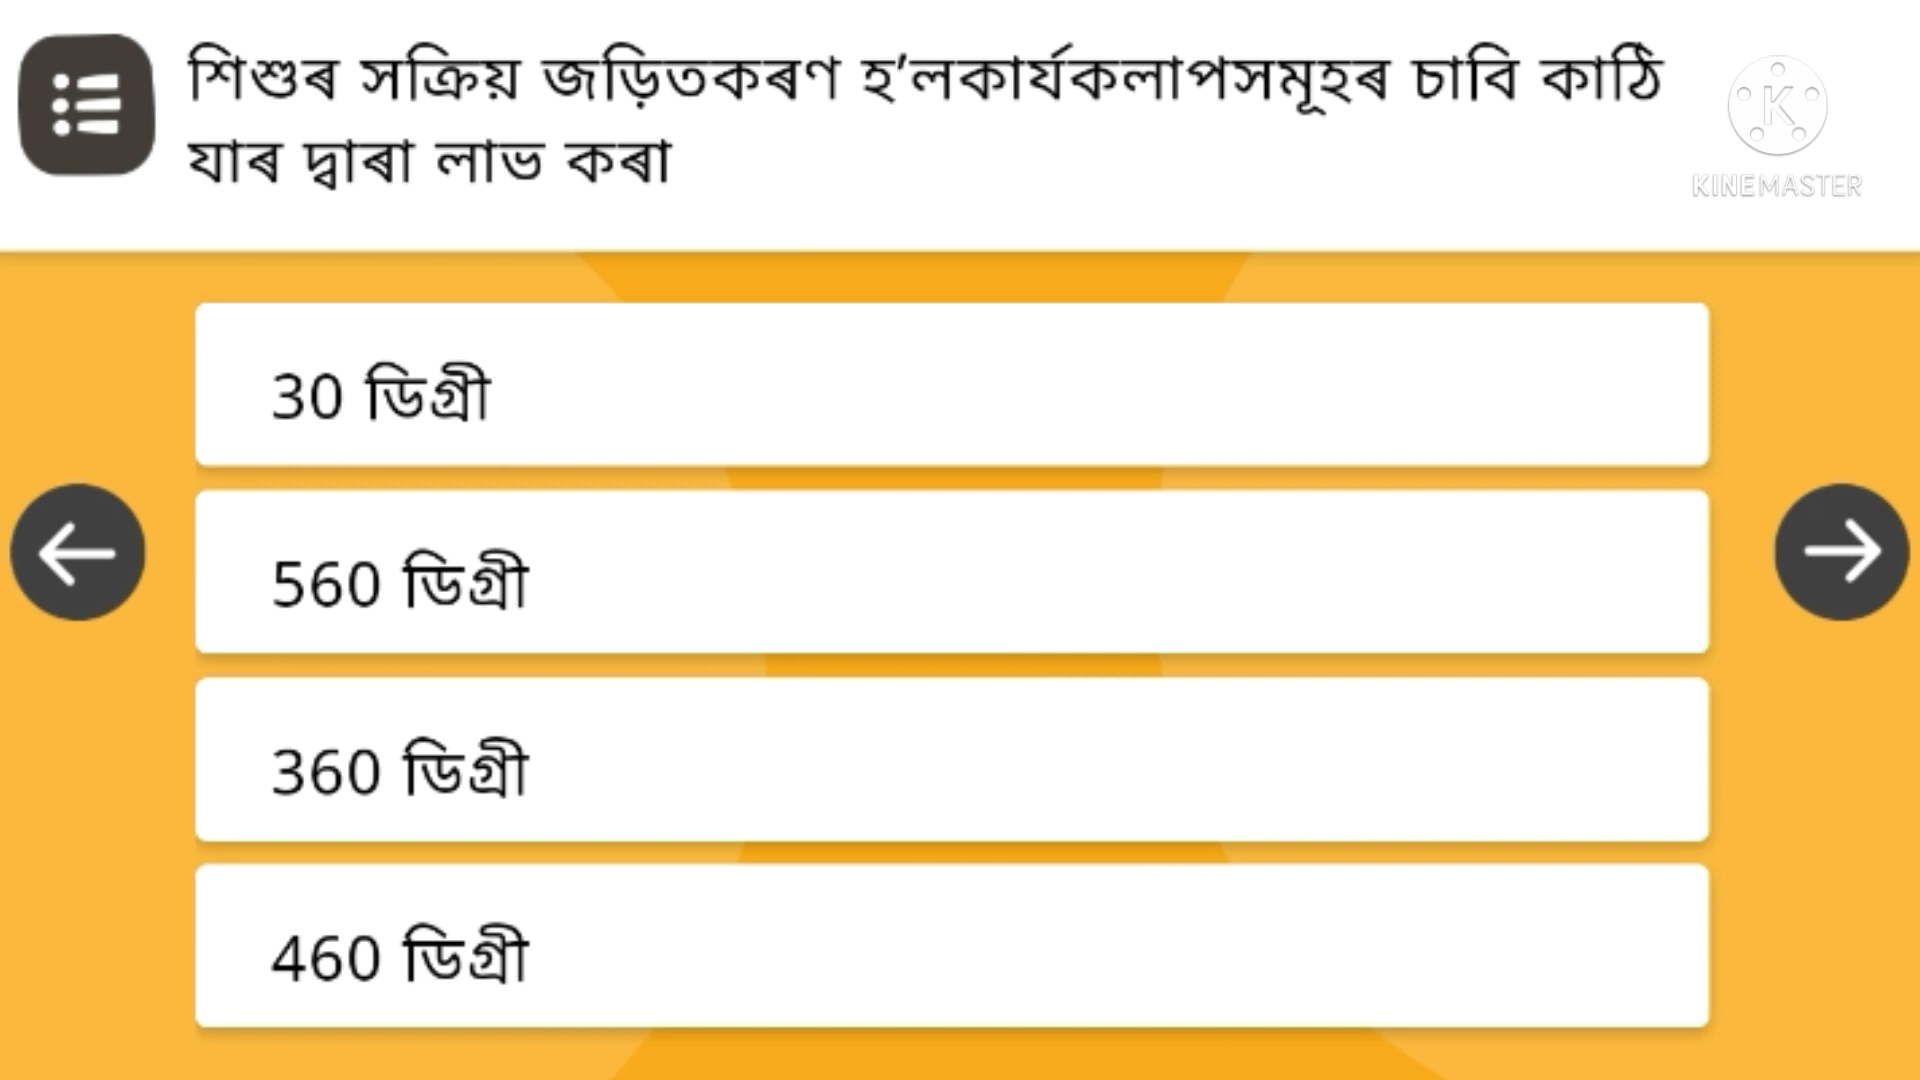 শিশুৰ সক্ৰিয় জড়িতকৰণ হ’লকাৰ্যকলাপসমূহৰ চাবি কাঠি
যাৰ দ্বাৰা লাভ কৰা
KINEMASTER
30 ডিগ্ৰী
560 ডিগ্ৰী
360 ডিগ্ৰী
460 ডিগ্ৰী